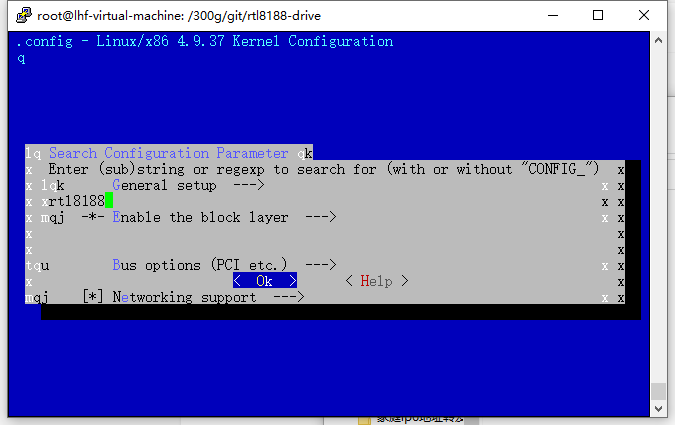 root@lhf-virtual-machine: /300g/git/rtl8188-drive
.config - Linux/x86 4.9.37 Kernel Configuration
q
lq Search Configuration Parameter qk
x Enter (sub)string or regexp to search for (with or without "CONFIG_") x
x lqk General setup ---> x x
x xrtl8188 x x
x mqj -*- Enable the block layer ---> x x
x x
x x
tqu Bus options (PCI etc.) ---> x x
x < Ok > < Help > x
mqj [*] Networking support ---> x x